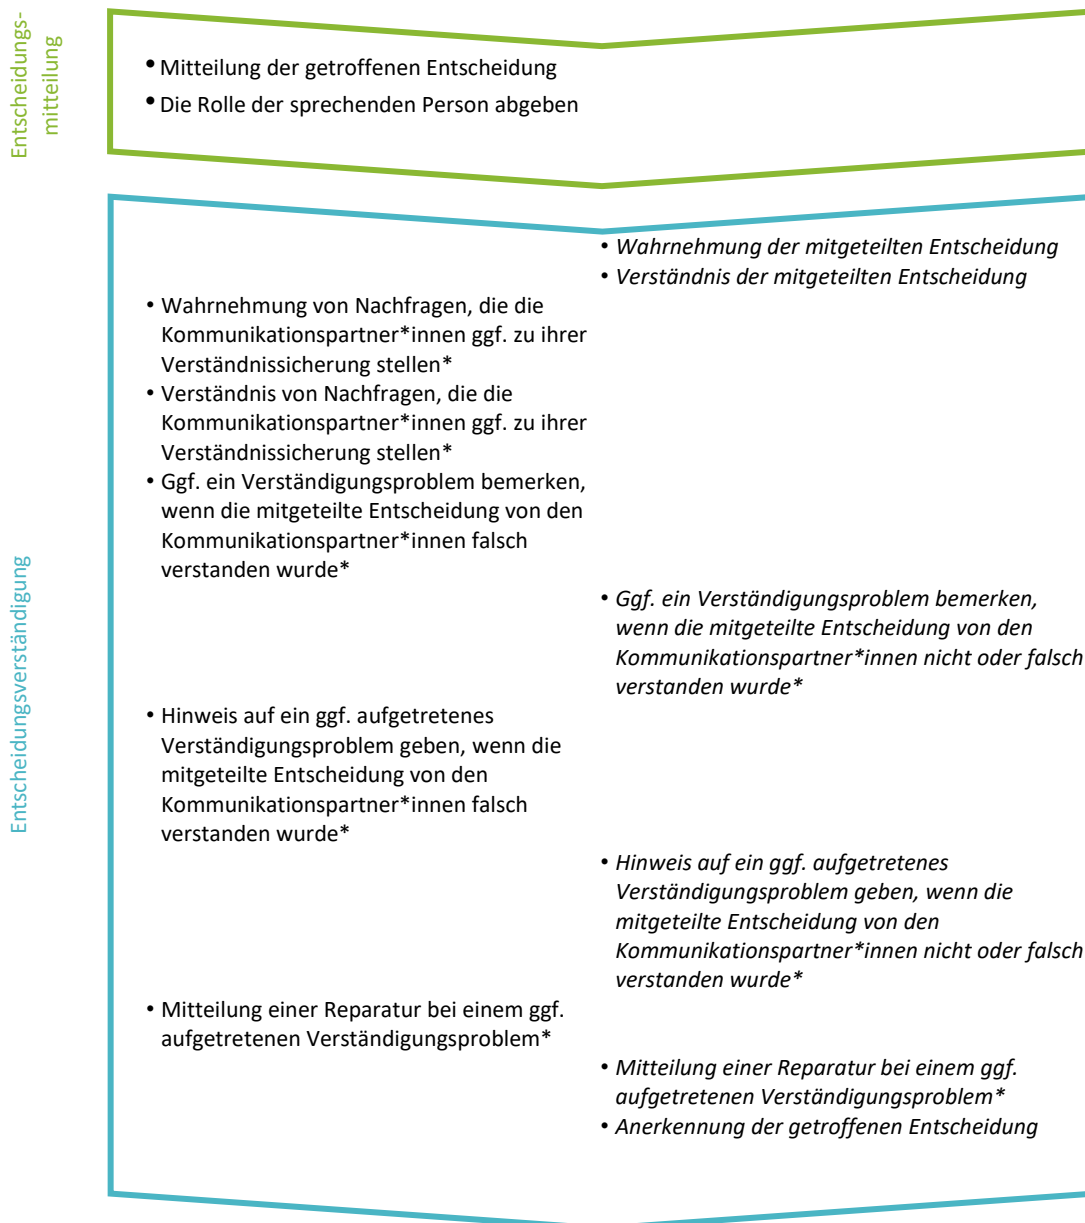 Entscheidungs-
mitteilung
• Mitteilung der getroffenen Entscheidung
• Die Rolle der sprechenden Person abgeben
Entscheidungsverständigung
• Wahrnehmung der mitgeteilten Entscheidung
• Verständnis der mitgeteilten Entscheidung
• Wahrnehmung von Nachfragen, die die
Kommunikationspartner*innen ggf. zu ihrer
Verständnissicherung stellen*
• Verständnis von Nachfragen, die die
Kommunikationspartner*innen ggf. zu ihrer
Verständnissicherung stellen*
• Ggf. ein Verständigungsproblem bemerken,
wenn die mitgeteilte Entscheidung von den
Kommunikationspartner*innen falsch
verstanden wurde*
• Ggf. ein Verständigungsproblem bemerken,
wenn die mitgeteilte Entscheidung von den
Kommunikationspartner*innen nicht oder falsch
verstanden wurde*
• Hinweis auf ein ggf. aufgetretenes
Verständigungsproblem geben, wenn die
mitgeteilte Entscheidung von den
Kommunikationspartner*innen falsch
verstanden wurde*
• Hinweis auf ein ggf. aufgetretenes
Verständigungsproblem geben, wenn die
mitgeteilte Entscheidung von den
Kommunikationspartner*innen nicht oder falsch
verstanden wurde*
• Mitteilung einer Reparatur bei einem ggf.
aufgetretenen Verständigungsproblem*
• Mitteilung einer Reparatur bei einem ggf.
aufgetretenen Verständigungsproblem*
• Anerkennung der getroffenen Entscheidung